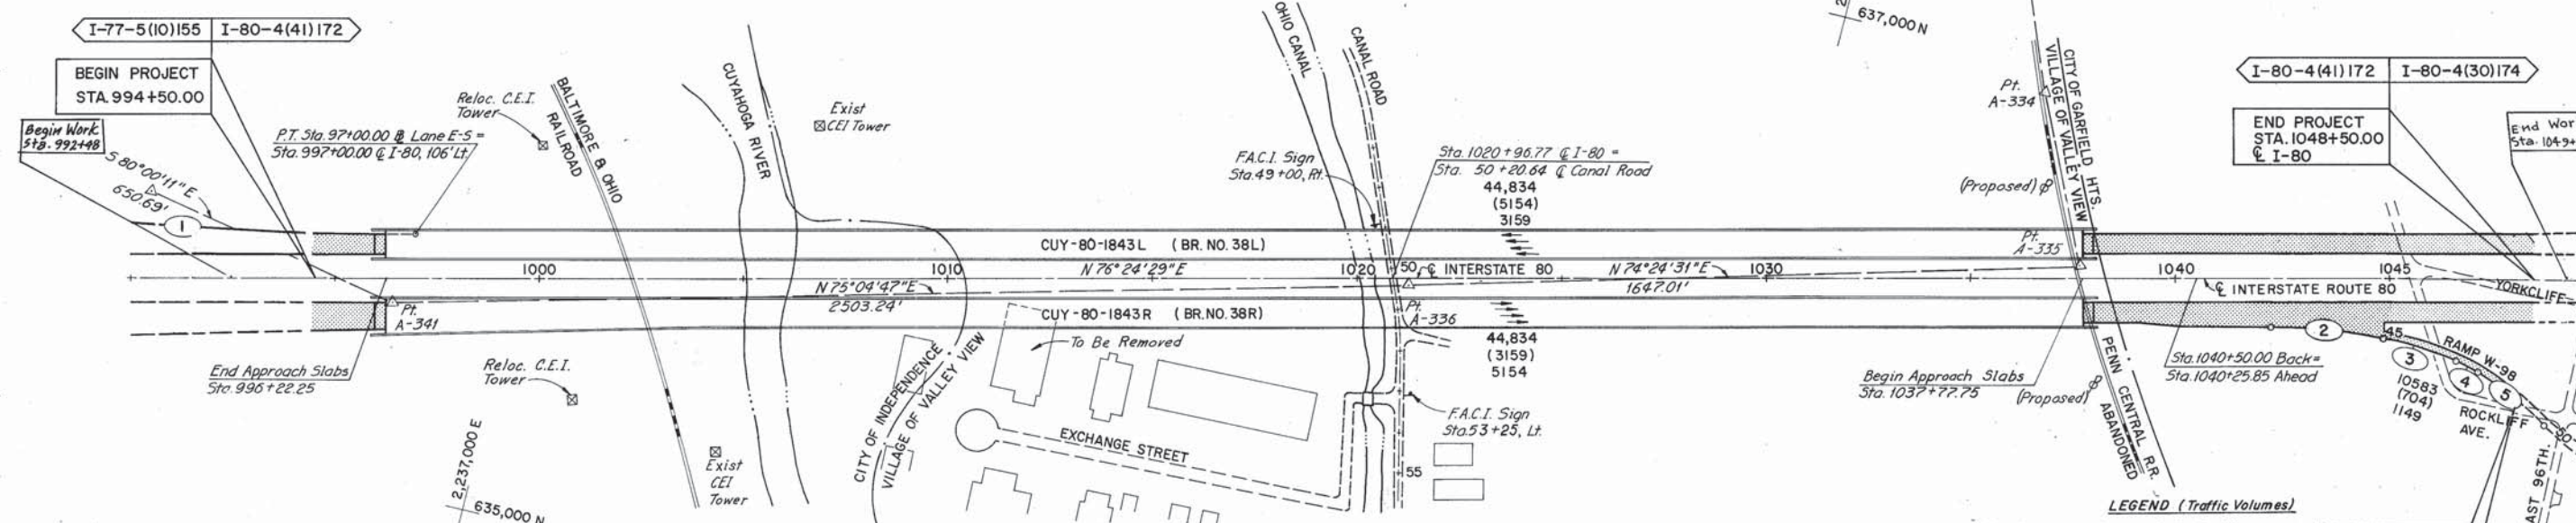 I-77-5(10)155 I-80-4(41)172
BEGIN PROJECT
STA. 994+50.00
Begin Work
Sta. 992+48
S 80°00'11" E
650.69'
1
P.T. Sta. 97+00.00 ℄ Lane E-S =
Sta. 997+00.00 ℄ I-80, 106' Lt.
Reloc. C.E.I.
Tower
BALTIMORE & OHIO
RAILROAD
CUYAHOGA RIVER
Exist
CEI Tower
OHIO CANAL
CANAL ROAD
F.A.C.I. Sign
Sta. 49+00, Rt.
Sta. 1020+96.77 ℄ I-80 =
Sta. 50+20.64 ℄ Canal Road
44,834
(5154)
3159
637,000 N
Pt.
A-334
CITY OF GARFIELD HTS.
VILLAGE OF VALLEY VIEW
(Proposed)
Pt.
A-335
I-80-4(41)172 I-80-4(30)174
END PROJECT
STA. 1048+50.00
℄ I-80
End Wor
Sta. 1049+
CUY-80-1843L (BR. NO. 38L)
1000
1010
N 76°24'29" E
1020
50
℄ INTERSTATE 80
N 74°24'31" E
1647.01'
1030
1040
1045
℄ INTERSTATE ROUTE 80
YORKCLIFF
N 75°04'47" E
2503.24'
Pt.
A-341
CUY-80-1843R (BR. NO. 38R)
Pt.
A-336
44,834
(3159)
5154
To Be Removed
End Approach Slabs
Sta. 996+22.25
Reloc. C.E.I.
Tower
Exist
CEI
Tower
2,237,000 E
635,000 N
CITY OF INDEPENDENCE
VILLAGE OF VALLEY VIEW
EXCHANGE STREET
F.A.C.I. Sign
Sta. 53+25, Lt.
55
Begin Approach Slabs
Sta. 1037+77.75
(Proposed)
PENN CENTRAL R.R.
ABANDONED
Sta. 1040+50.00 Back=
Sta. 1040+25.85 Ahead
2
45
RAMP W-98
3
4
5
10583
(704)
1149
ROCKLIFF
AVE.
50
AST 96TH.
LEGEND (Traffic Volumes)